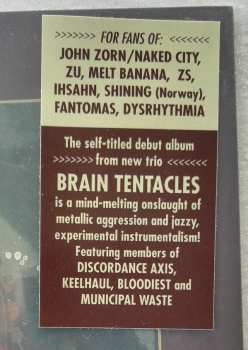 >>>>>>> FOR FANS OF: <<<<<<<
JOHN ZORN/NAKED CITY,
ZU, MELT BANANA, ZS,
IHSAHN, SHINING (Norway),
FANTOMAS, DYSRHYTHMIA
The self-titled debut album
>>>>>>> from new trio <<<<<<<
BRAIN TENTACLES
is a mind-melting onslaught of
metallic aggression and jazzy,
experimental instrumentalism!
Featuring members of
DISCORDANCE AXIS,
KEELHAUL, BLOODIEST and
MUNICIPAL WASTE